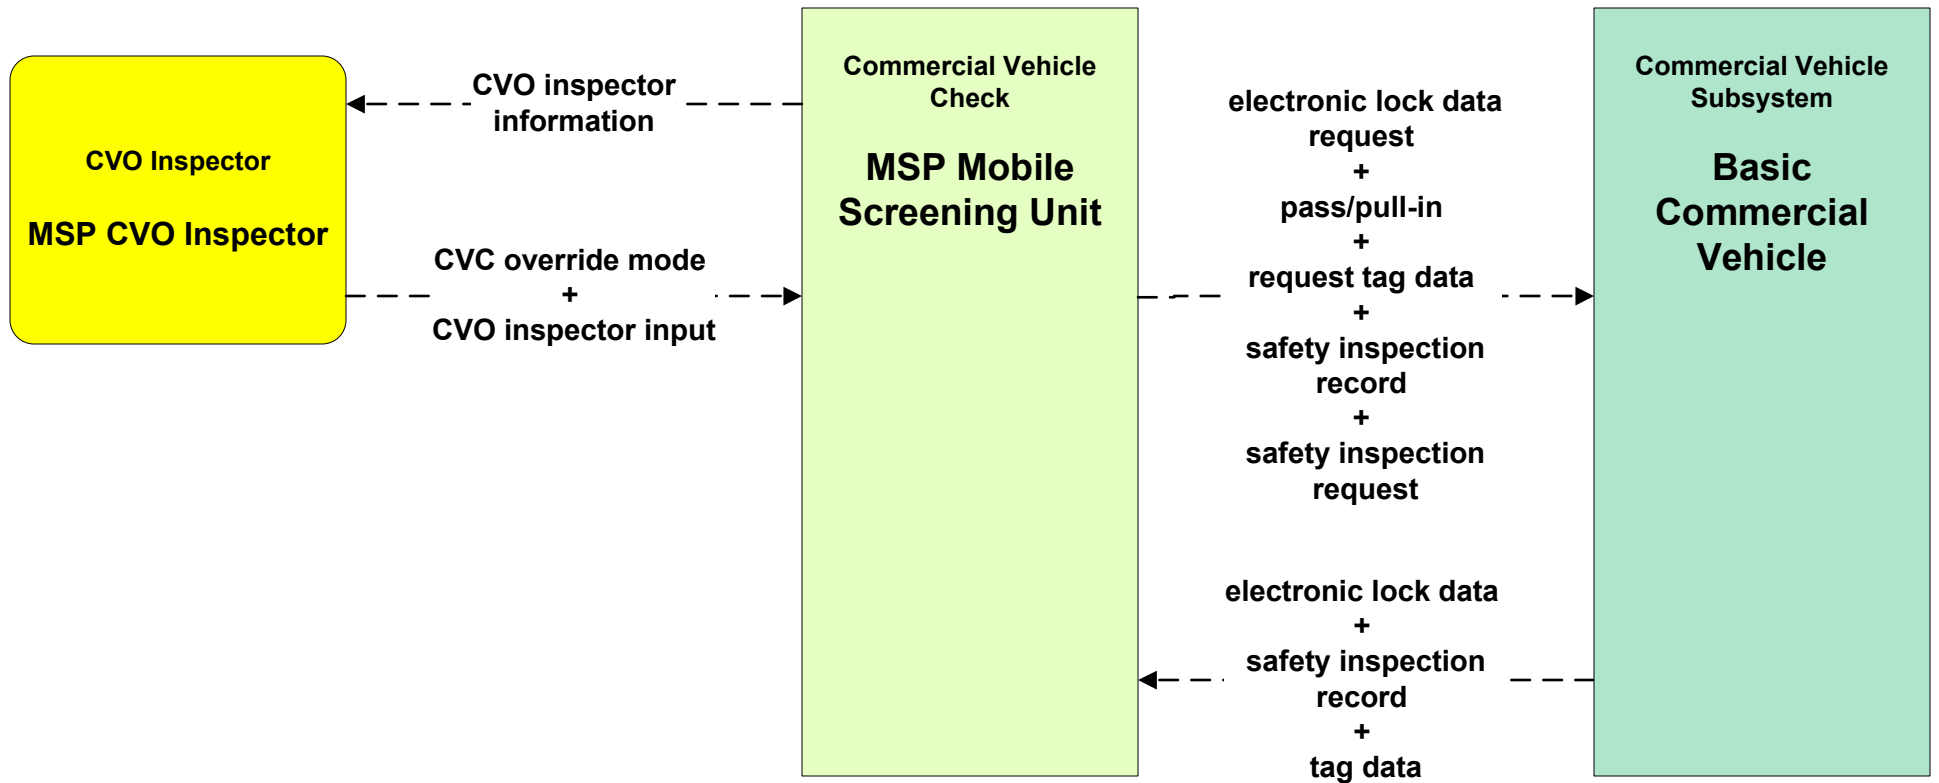 CVO Inspector
MSP CVO Inspector
CVO inspector
information
CVC override mode
+
CVO inspector input
Commercial Vehicle
Check
MSP Mobile
Screening Unit
electronic lock data
request
+
pass/pull-in
+
request tag data
+
safety inspection
record
+
safety inspection
request
electronic lock data
+
safety inspection
record
+
tag data
Commercial Vehicle
Subsystem
Basic
Commercial
Vehicle